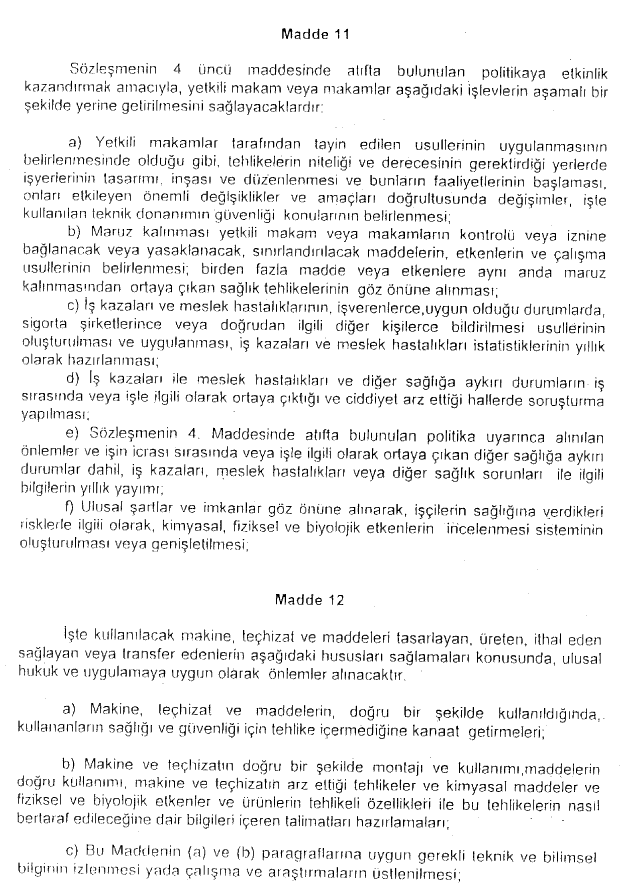 Madde 11
Sözleşmenin 4 üncü maddesinde atıfta bulunulan politikaya etkinlik
kazandırmak amacıyla, yetkili makam veya makamlar aşağıdaki işlevlerin aşamalı bir
şekilde yerine getirilmesini sağlayacaklardır:
a) Yetkili makamlar tarafından tayin edilen usullerinin uygulanmasının
belirlenmesinde olduğu gibi, tehlikelerin niteliği ve derecesinin gerektirdiği yerlerde
işyerlerinin tasarımı, inşası ve düzenlenmesi ve bunların faaliyetlerinin başlaması,
onları etkileyen önemli değişiklikler ve amaçları doğrultusunda değişimler, işte
kullanılan teknik donanımın güvenliği konularının belirlenmesi;
b) Maruz kalınması yetkili makam veya makamların kontrolü veya iznine
bağlanacak veya yasaklanacak, sınırlandırılacak maddelerin, etkenlerin ve çalışma
usullerinin belirlenmesi; birden fazla madde veya etkenlere aynı anda maruz
kalınmasından ortaya çıkan sağlık tehlikelerinin göz önüne alınması;
c) İş kazaları ve meslek hastalıklarının, işverenlerce,uygun olduğu durumlarda,
sigorta şirketlerince veya doğrudan ilgili diğer kişilerce bildirilmesi usullerinin
oluşturulması ve uygulanması, iş kazaları ve meslek hastalıkları istatistiklerinin yıllık
olarak hazırlanması;
d) İş kazaları ile meslek hastalıkları ve diğer sağlığa aykırı durumların iş
sırasında veya işle ilgili olarak ortaya çıktığı ve ciddiyet arz ettiği hallerde soruşturma
yapılması;
e) Sözleşmenin 4. Maddesinde atıfta bulunulan politika uyarınca alınılan
önlemler ve işin icrası sırasında veya işle ilgili olarak ortaya çıkan diğer sağlığa aykırı
durumlar dahil, iş kazaları, meslek hastalıkları veya diğer sağlık sorunları ile ilgili
bilgilerin yıllık yayımı;
f) Ulusal şartlar ve imkanlar göz önüne alınarak, işçilerin sağlığına verdikleri
risklerle ilgili olarak, kimyasal, fiziksel ve biyolojik etkenlerin incelenmesi sisteminin
oluşturulması veya genişletilmesi;
Madde 12
İşte kullanılacak makine, teçhizat ve maddeleri tasarlayan, üreten, ithal eden
sağlayan veya transfer edenlerin aşağıdaki hususları sağlamaları konusunda, ulusal
hukuk ve uygulamaya uygun olarak önlemler alınacaktır.
a) Makine, teçhizat ve maddelerin, doğru bir şekilde kullanıldığında,
kullananların sağlığı ve güvenliği için tehlike içermediğine kanaat getirmeleri;
b) Makine ve teçhizatın doğru bir şekilde montajı ve kullanımı,maddelerin
doğru kullanımı, makine ve teçhizatın arz ettiği tehlikeler ve kimyasal maddeler ve
fiziksel ve biyolojik etkenler ve ürünlerin tehlikeli özellikleri ile bu tehlikelerin nasıl
bertaraf edileceğine dair bilgileri içeren talimatları hazırlamaları;
c) Bu Maddenin (a) ve (b) paragraflarına uygun gerekli teknik ve bilimsel
bilginin izlenmesi yada çalışma ve araştırmaların üstlenilmesi;